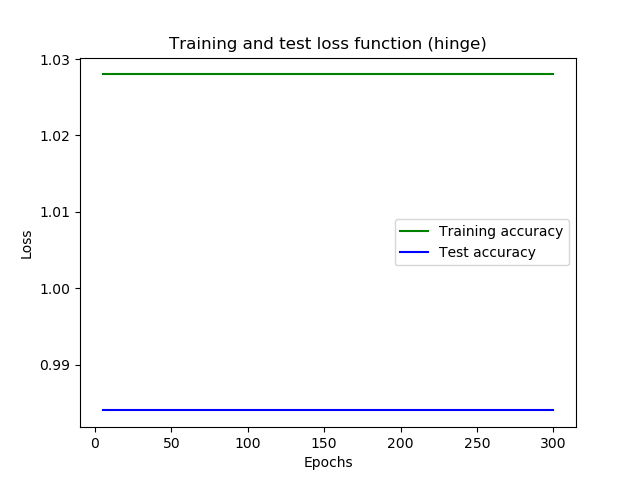 Training and test loss function (hinge)
1.03
1.02
1.01
1.00
0.99
Loss
Training accuracy
Test accuracy
0 50 100 150 200 250 300
Epochs